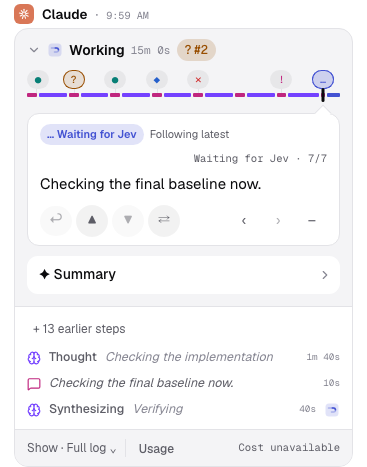 Claude · 9:59 AM
Working 15m 0s ? #2
?
!
…
… Waiting for Jev Following latest
Waiting for Jev · 7/7
Checking the final baseline now.
Summary
+ 13 earlier steps
Thought Checking the implementation 1m 40s
Checking the final baseline now. 10s
Synthesizing Verifying 40s
Show · Full log Usage Cost unavailable